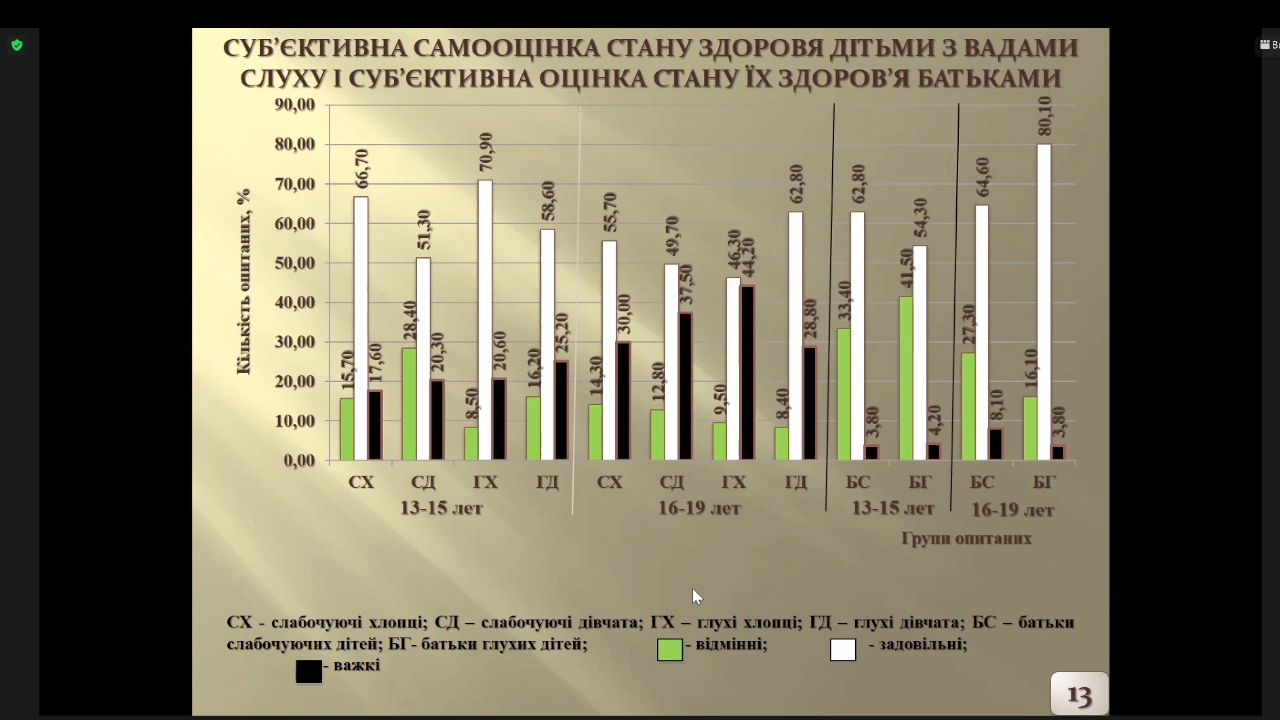 СУБ’ЄКТИВНА САМООЦІНКА СТАНУ ЗДОРОВЯ ДІТЬМИ З ВАДАМИ
СЛУХУ І СУБ’ЄКТИВНА ОЦІНКА СТАНУ ЇХ ЗДОРОВ’Я БАТЬКАМИ
Кількість опитаних, %
90,00
80,00
70,00
60,00
50,00
40,00
30,00
20,00
10,00
0,00
15,70 66,70 17,60
28,40 51,30 20,30
8,50 70,90 20,60
16,20 58,60 25,20
14,30 55,70 30,00
12,80 49,70 37,50
9,50 46,30 44,20
8,40 62,80 28,80
33,40 62,80 3,80
41,50 54,30 4,20
27,30 64,60 8,10
16,10 80,10 3,80
СХ СД ГХ ГД СХ СД ГХ ГД БС БГ БС БГ
13-15 лет 16-19 лет 13-15 лет 16-19 лет
Групи опитаних
СХ - слабочуючі хлопці; СД – слабочуючі дівчата; ГХ – глухі хлопці; ГД – глухі дівчата; БС – батьки
слабочуючих дітей; БГ- батьки глухих дітей; - відмінні; - задовільні;
- важкі
13